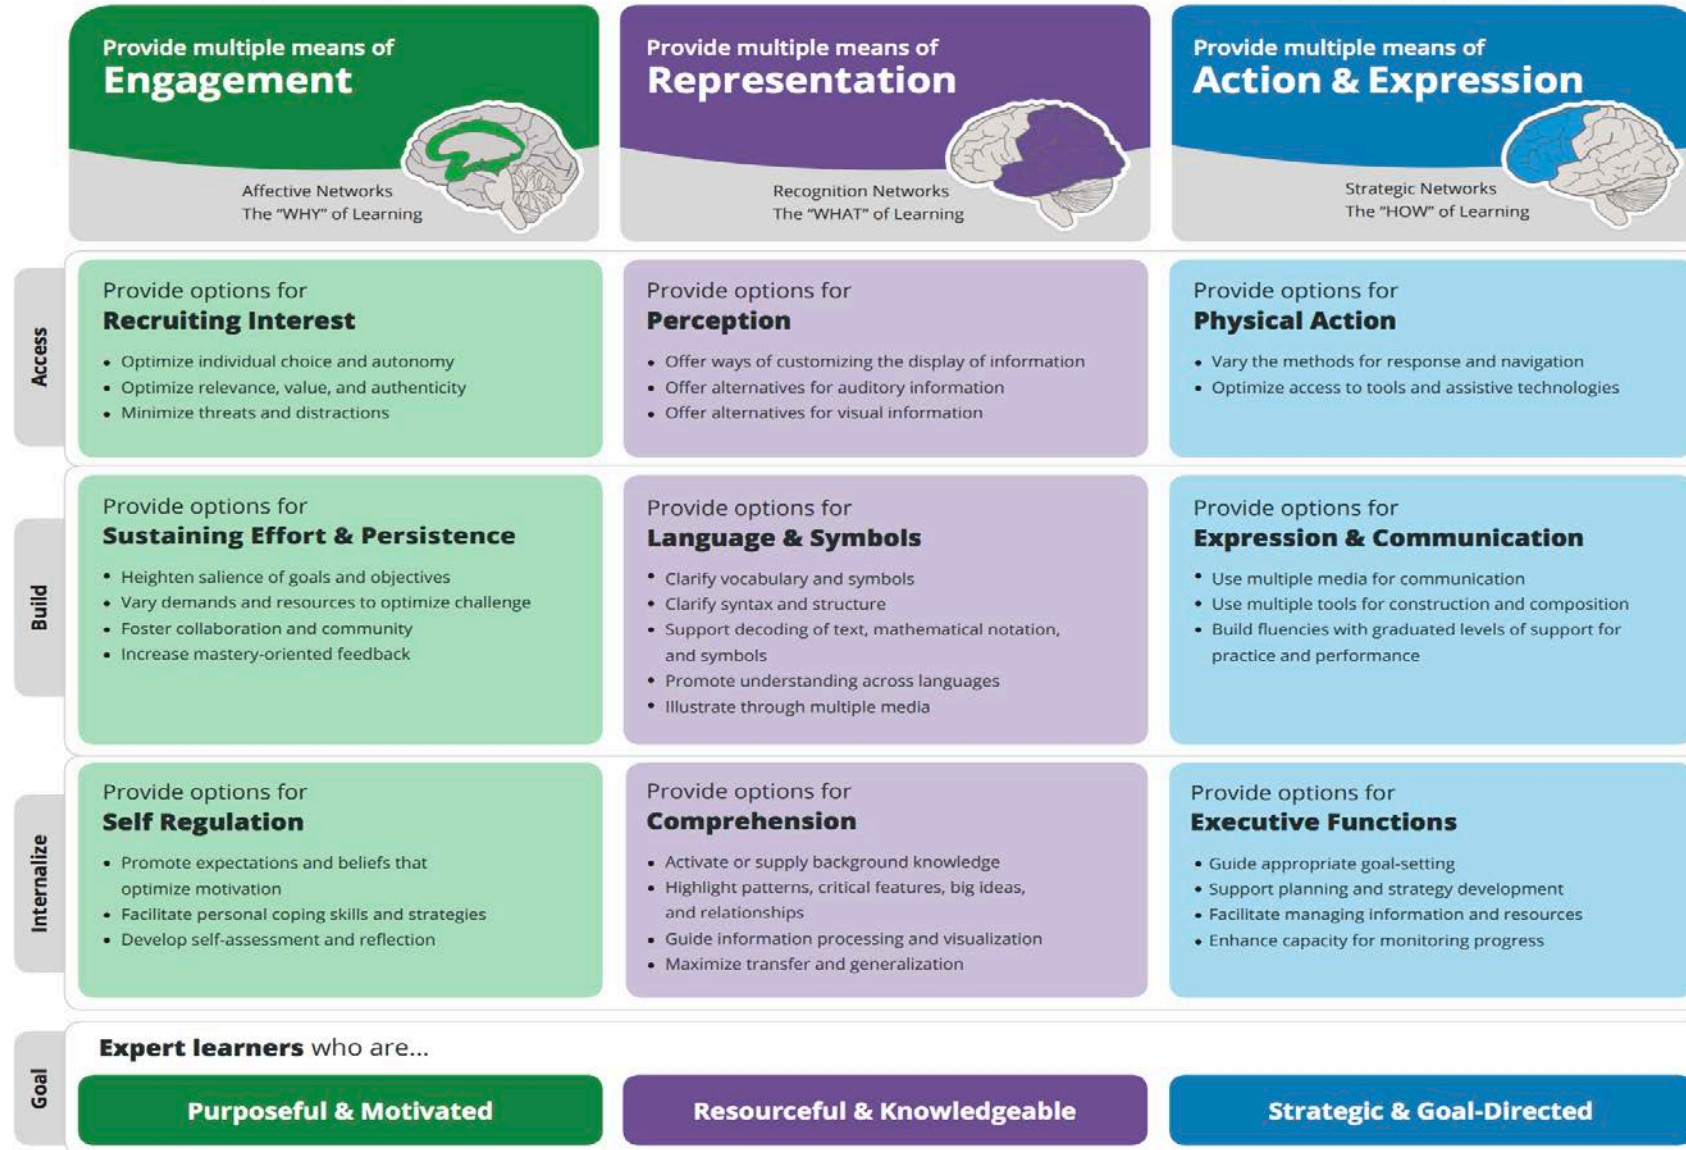 Provide multiple means of
Engagement
Affective Networks
The "WHY" of Learning
Provide multiple means of
Representation
Recognition Networks
The "WHAT" of Learning
Provide multiple means of
Action & Expression
Strategic Networks
The "HOW" of Learning
Access
Provide options for
Recruiting Interest
• Optimize individual choice and autonomy
• Optimize relevance, value, and authenticity
• Minimize threats and distractions
Provide options for
Perception
• Offer ways of customizing the display of information
• Offer alternatives for auditory information
• Offer alternatives for visual information
Provide options for
Physical Action
• Vary the methods for response and navigation
• Optimize access to tools and assistive technologies
Build
Provide options for
Sustaining Effort & Persistence
• Heighten salience of goals and objectives
• Vary demands and resources to optimize challenge
• Foster collaboration and community
• Increase mastery-oriented feedback
Provide options for
Language & Symbols
• Clarify vocabulary and symbols
• Clarify syntax and structure
• Support decoding of text, mathematical notation,
and symbols
• Promote understanding across languages
• Illustrate through multiple media
Provide options for
Expression & Communication
• Use multiple media for communication
• Use multiple tools for construction and composition
• Build fluencies with graduated levels of support for
practice and performance
Internalize
Provide options for
Self Regulation
• Promote expectations and beliefs that
optimize motivation
• Facilitate personal coping skills and strategies
• Develop self-assessment and reflection
Provide options for
Comprehension
• Activate or supply background knowledge
• Highlight patterns, critical features, big ideas,
and relationships
• Guide information processing and visualization
• Maximize transfer and generalization
Provide options for
Executive Functions
• Guide appropriate goal-setting
• Support planning and strategy development
• Facilitate managing information and resources
• Enhance capacity for monitoring progress
Goal
Expert learners who are...
Purposeful & Motivated
Resourceful & Knowledgeable
Strategic & Goal-Directed